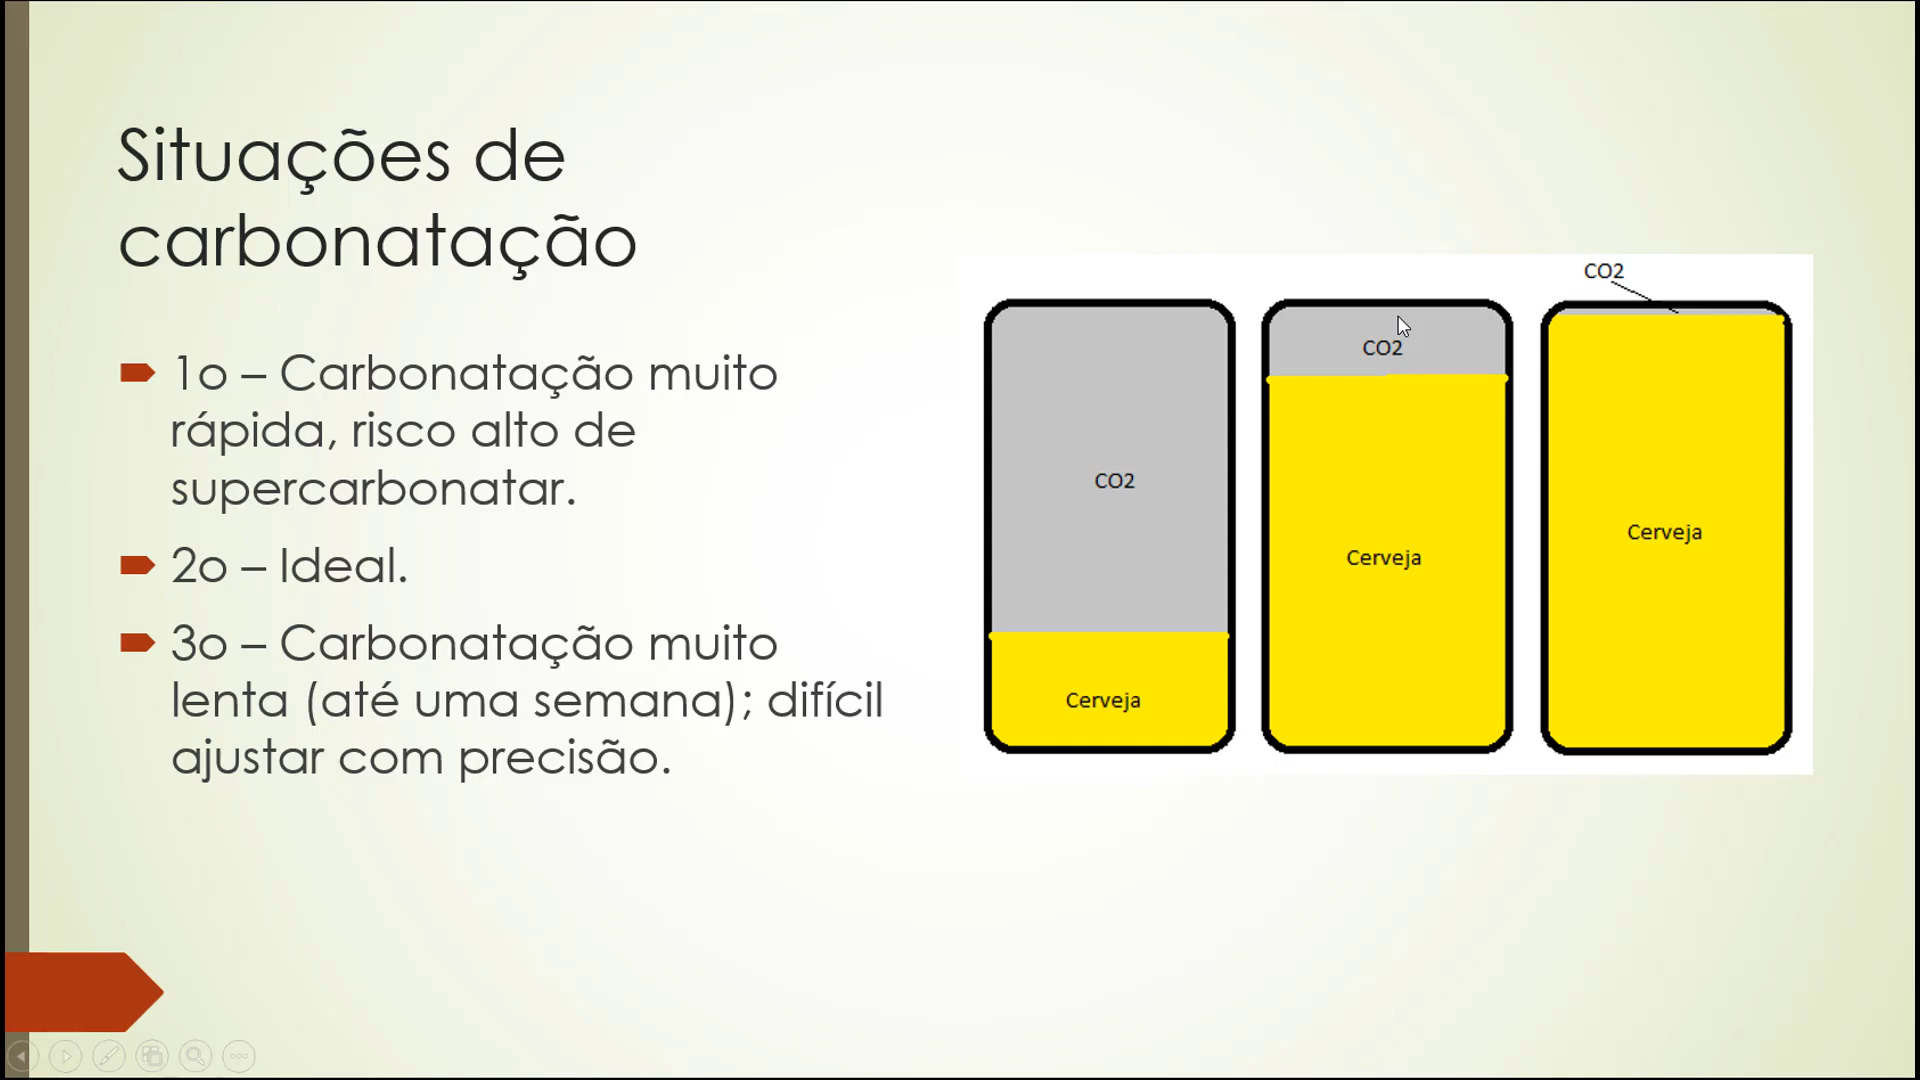 Situações de
carbonatação
1o – Carbonatação muito
rápida, risco alto de
supercarbonatar.
2o – Ideal.
3o – Carbonatação muito
lenta (até uma semana); difícil
ajustar com precisão.
CO2
CO2
CO2
Cerveja
Cerveja
Cerveja